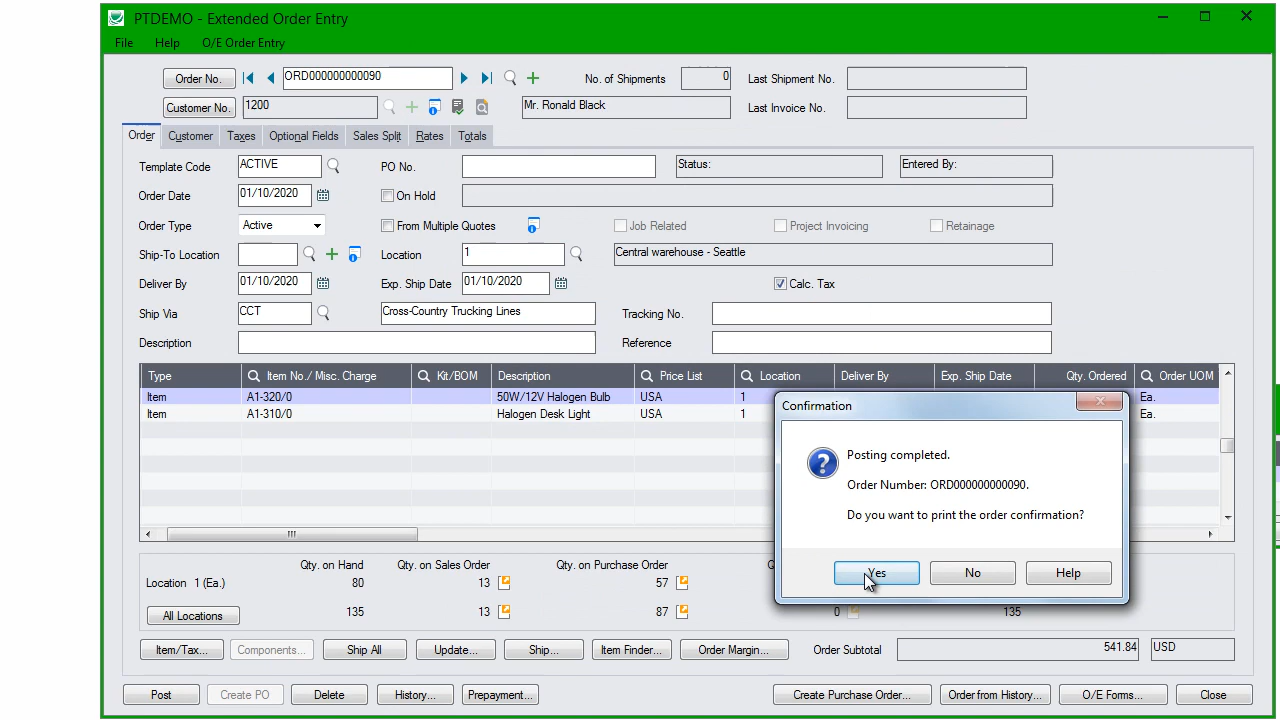 PTDEMO - Extended Order Entry
File Help O/E Order Entry
Order No. ORD000000000090 No. of Shipments 0 Last Shipment No.
Customer No. 1200 Mr. Ronald Black Last Invoice No.
Order Customer Taxes Optional Fields Sales Split Rates Totals
Template Code ACTIVE PO No. Status: Entered By:
Order Date 01/10/2020 On Hold
Order Type Active From Multiple Quotes Job Related Project Invoicing Retainage
Ship-To Location Location 1 Central warehouse - Seattle
Deliver By 01/10/2020 Exp. Ship Date 01/10/2020 Calc. Tax
Ship Via CCT Cross-Country Trucking Lines Tracking No.
Description Reference
Type Item No./ Misc. Charge Kit/BOM Description Price List Location Deliver By Exp. Ship Date Qty. Ordered Order UOM
Item A1-320/0 50W/12V Halogen Bulb USA 1 Ea.
Item A1-310/0 Halogen Desk Light USA 1 Ea.
Confirmation
Posting completed.
Order Number: ORD000000000090.
Do you want to print the order confirmation?
Yes No Help
Qty. on Hand Qty. on Sales Order Qty. on Purchase Order
Location 1 (Ea.) 80 13 57
All Locations 135 13 87 0 135
Item/Tax... Components... Ship All Update... Ship... Item Finder... Order Margin... Order Subtotal 541.84 USD
Post Create PO Delete History... Prepayment... Create Purchase Order... Order from History... O/E Forms... Close